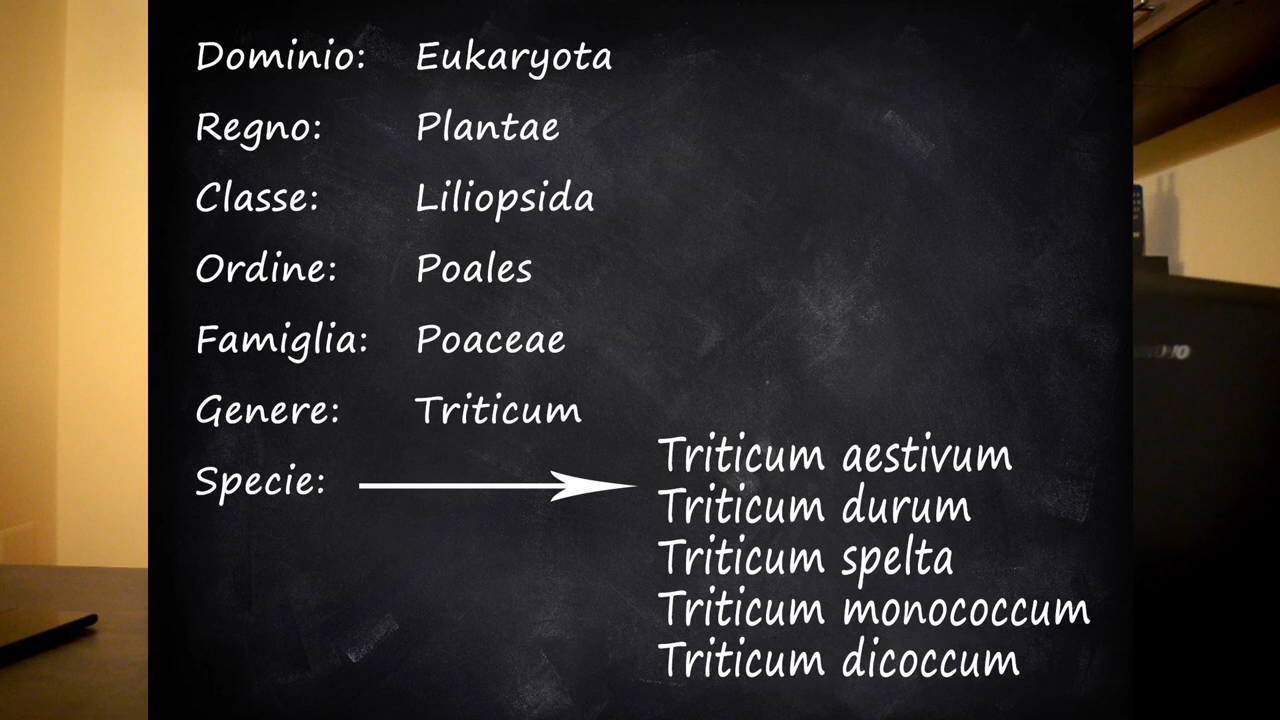 Dominio: Eukaryota
Regno: Plantae
Classe: Liliopsida
Ordine: Poales
Famiglia: Poaceae
Genere: Triticum
Specie:
Triticum aestivum
Triticum durum
Triticum spelta
Triticum monococcum
Triticum dicoccum